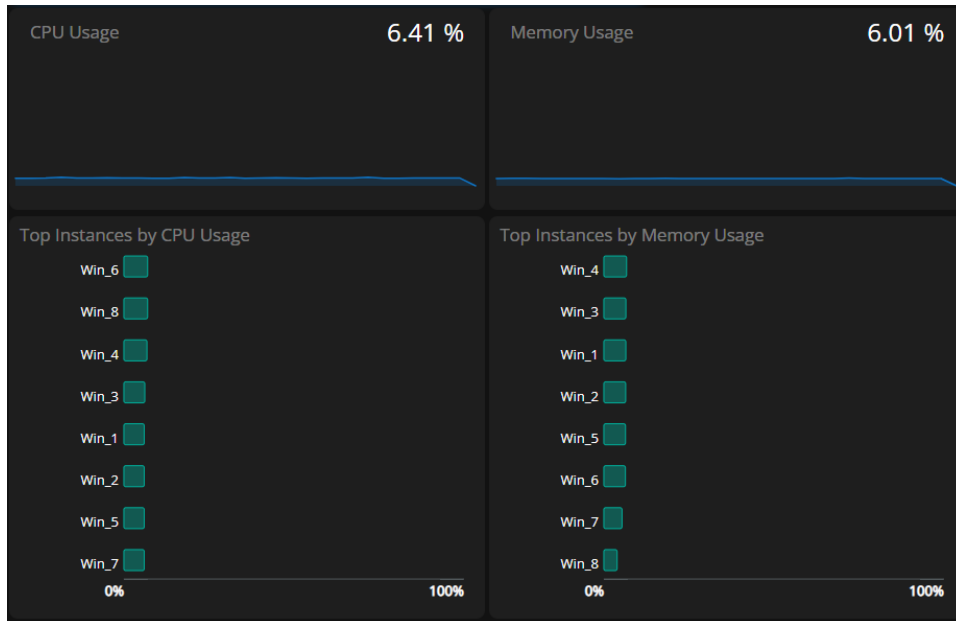 CPU Usage 6.41 %
Memory Usage 6.01 %
Top Instances by CPU Usage
Win_6
Win_8
Win_4
Win_3
Win_1
Win_2
Win_5
Win_7
0% 100%
Top Instances by Memory Usage
Win_4
Win_3
Win_1
Win_2
Win_5
Win_6
Win_7
Win_8
0% 100%